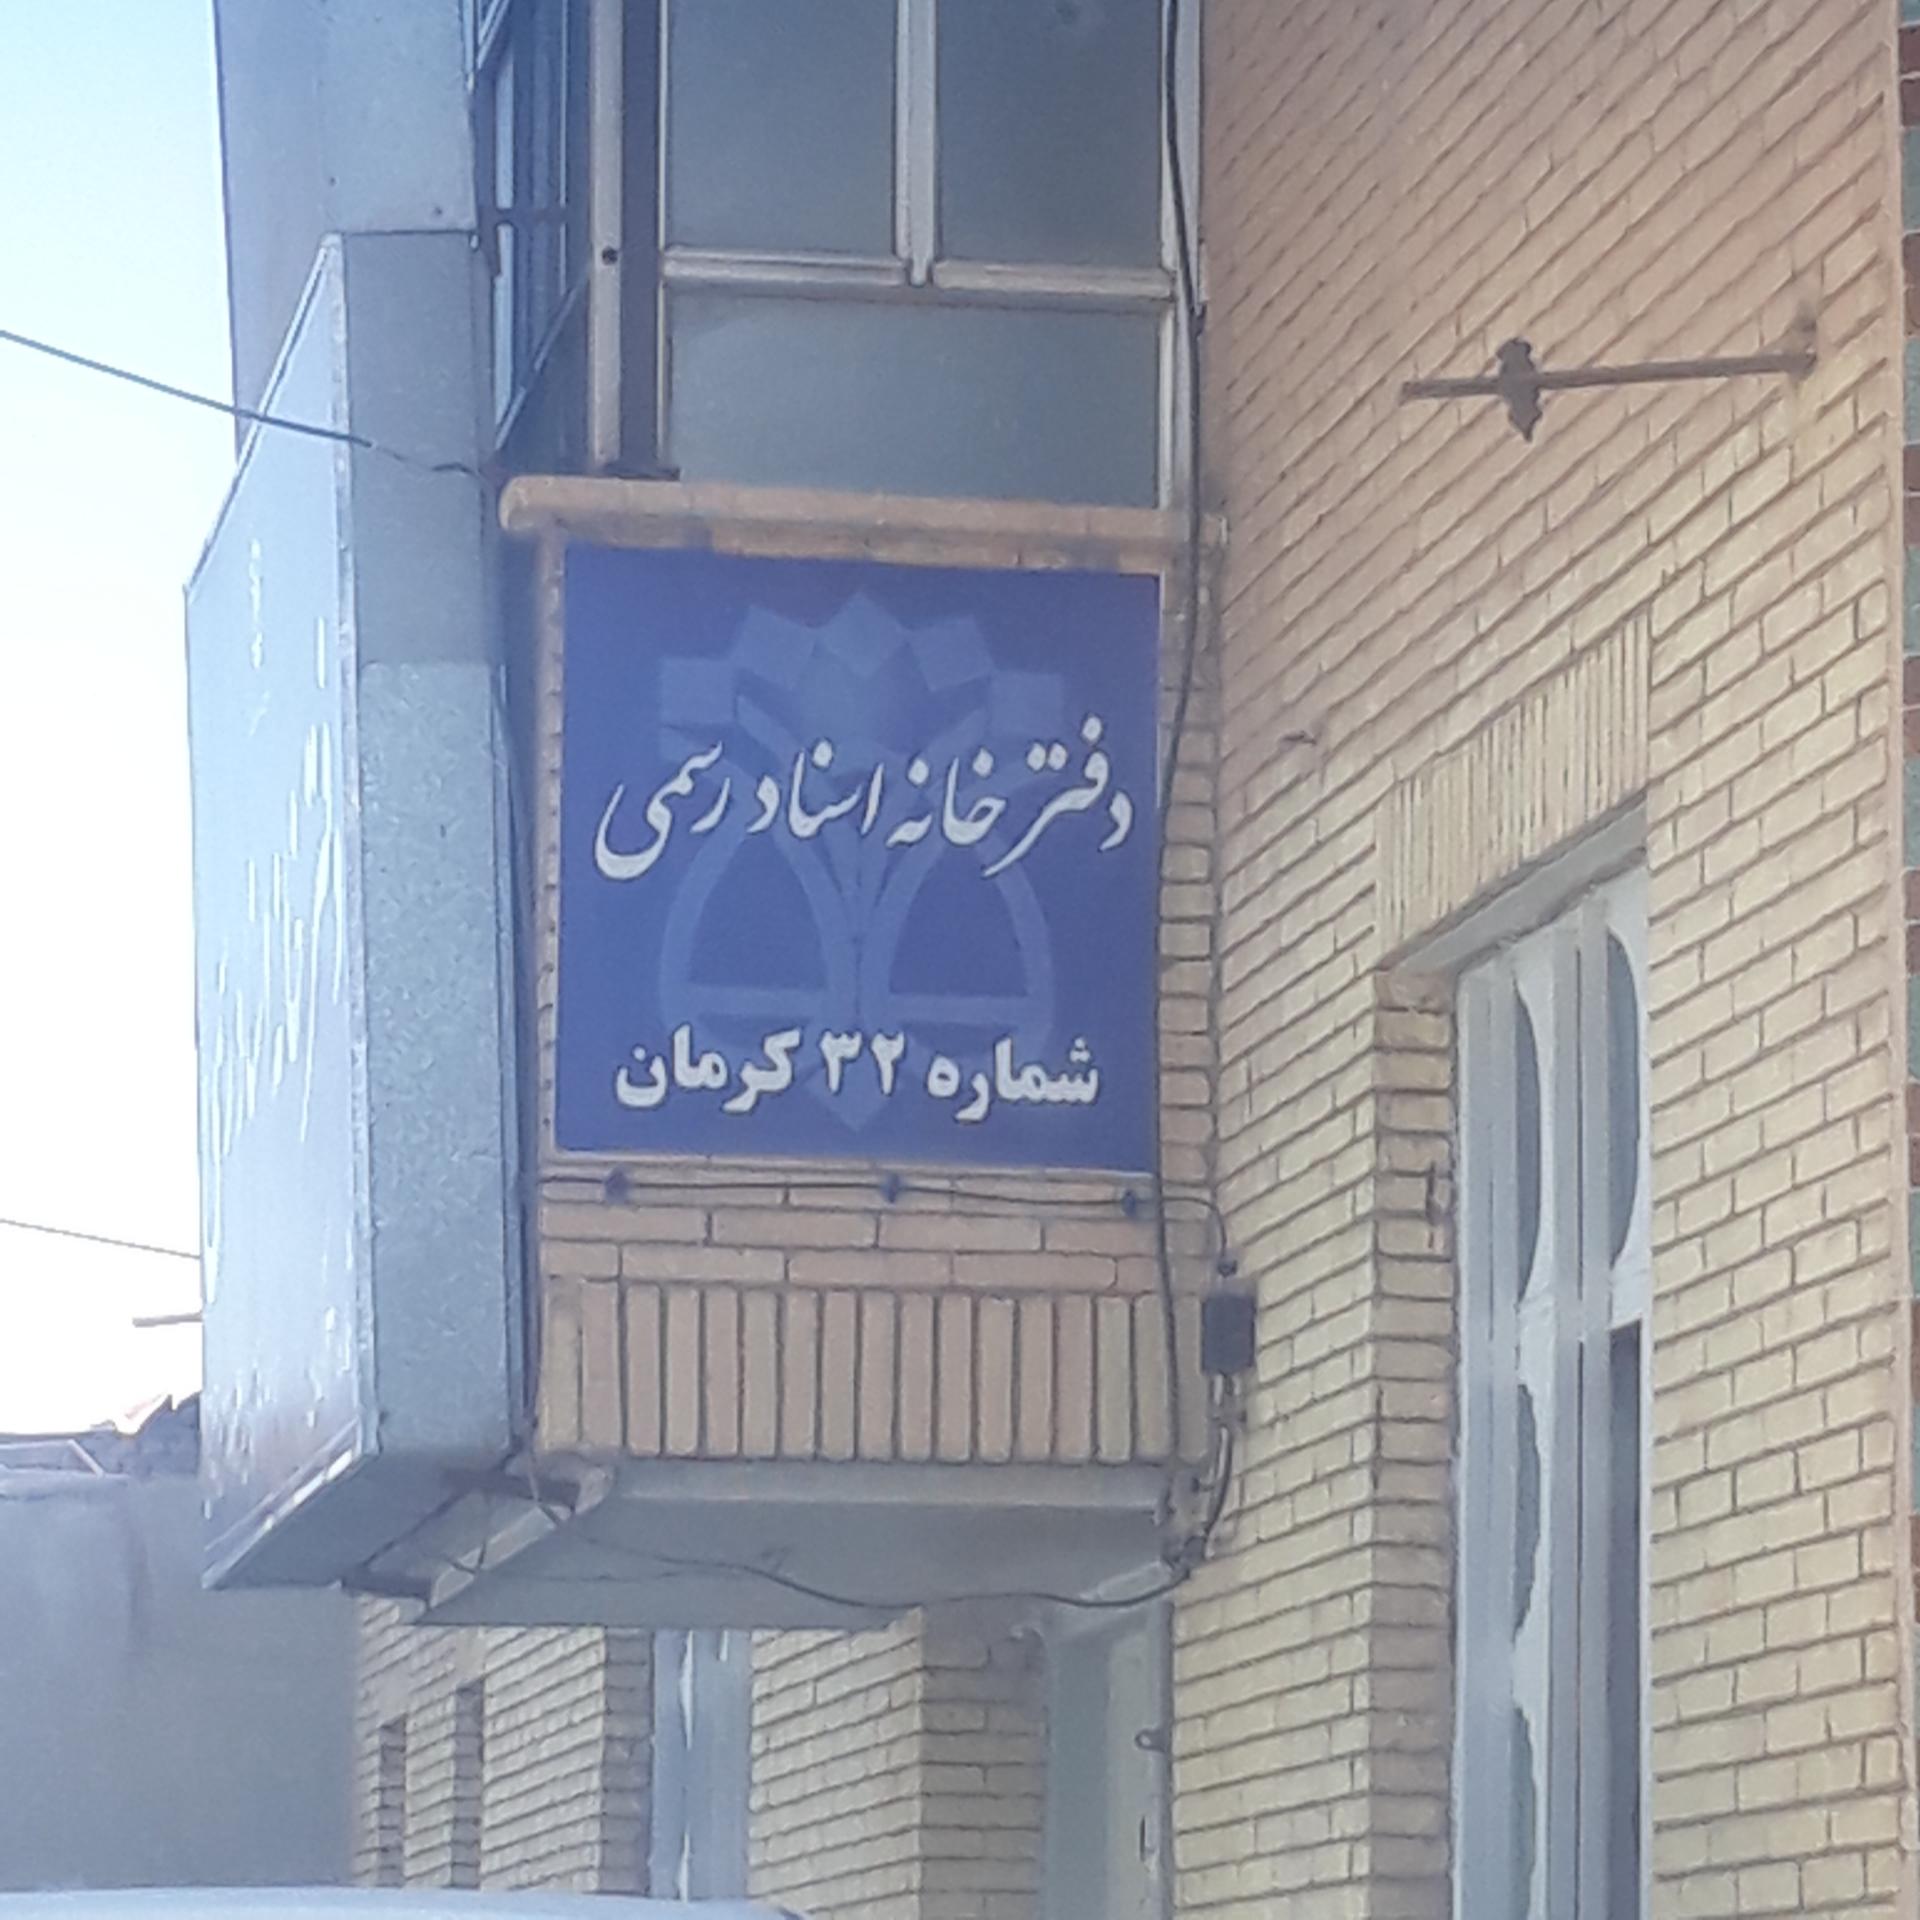 دفترخانه اسناد رسمی
شماره ۳۲ کرمان